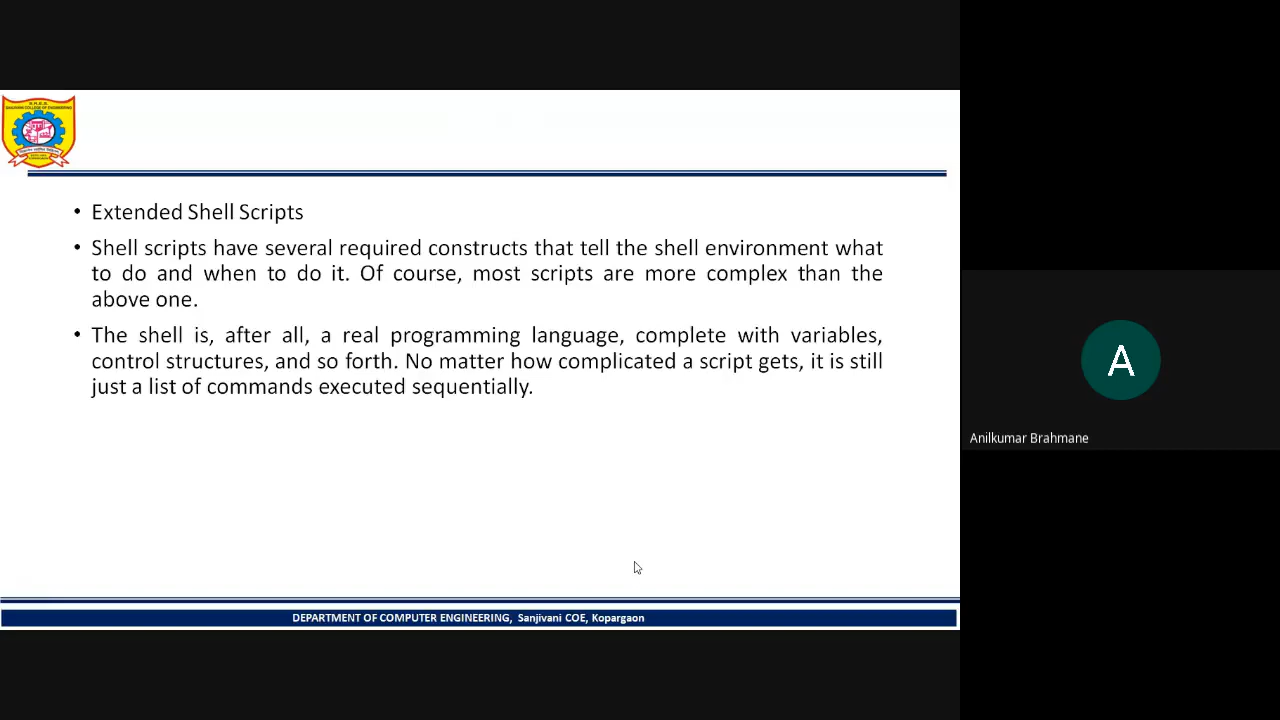 • Extended Shell Scripts
• Shell scripts have several required constructs that tell the shell environment what
to do and when to do it. Of course, most scripts are more complex than the
above one.
• The shell is, after all, a real programming language, complete with variables,
control structures, and so forth. No matter how complicated a script gets, it is still
just a list of commands executed sequentially.
DEPARTMENT OF COMPUTER ENGINEERING, Sanjivani COE, Kopargaon
A
Anilkumar Brahmane